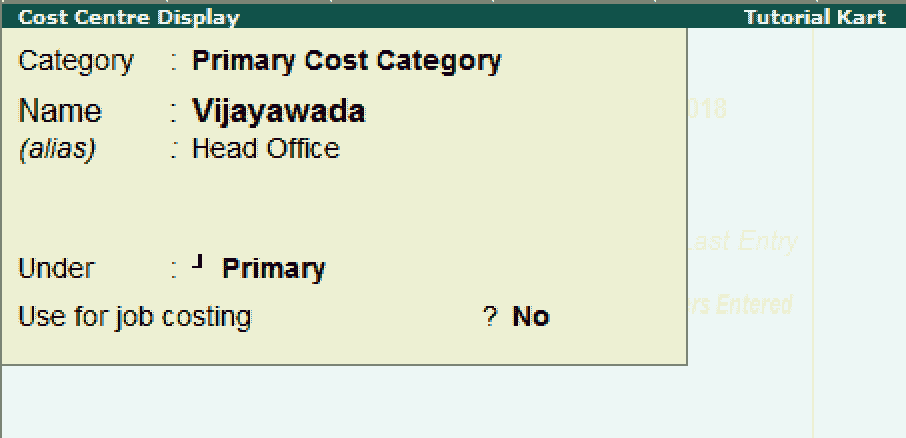 Cost Centre Display Tutorial Kart
Category : Primary Cost Category
Name : Vijayawada
018
(alias) : Head Office
Last Entry
Under : ┘ Primary
rs Entered
Use for job costing ? No